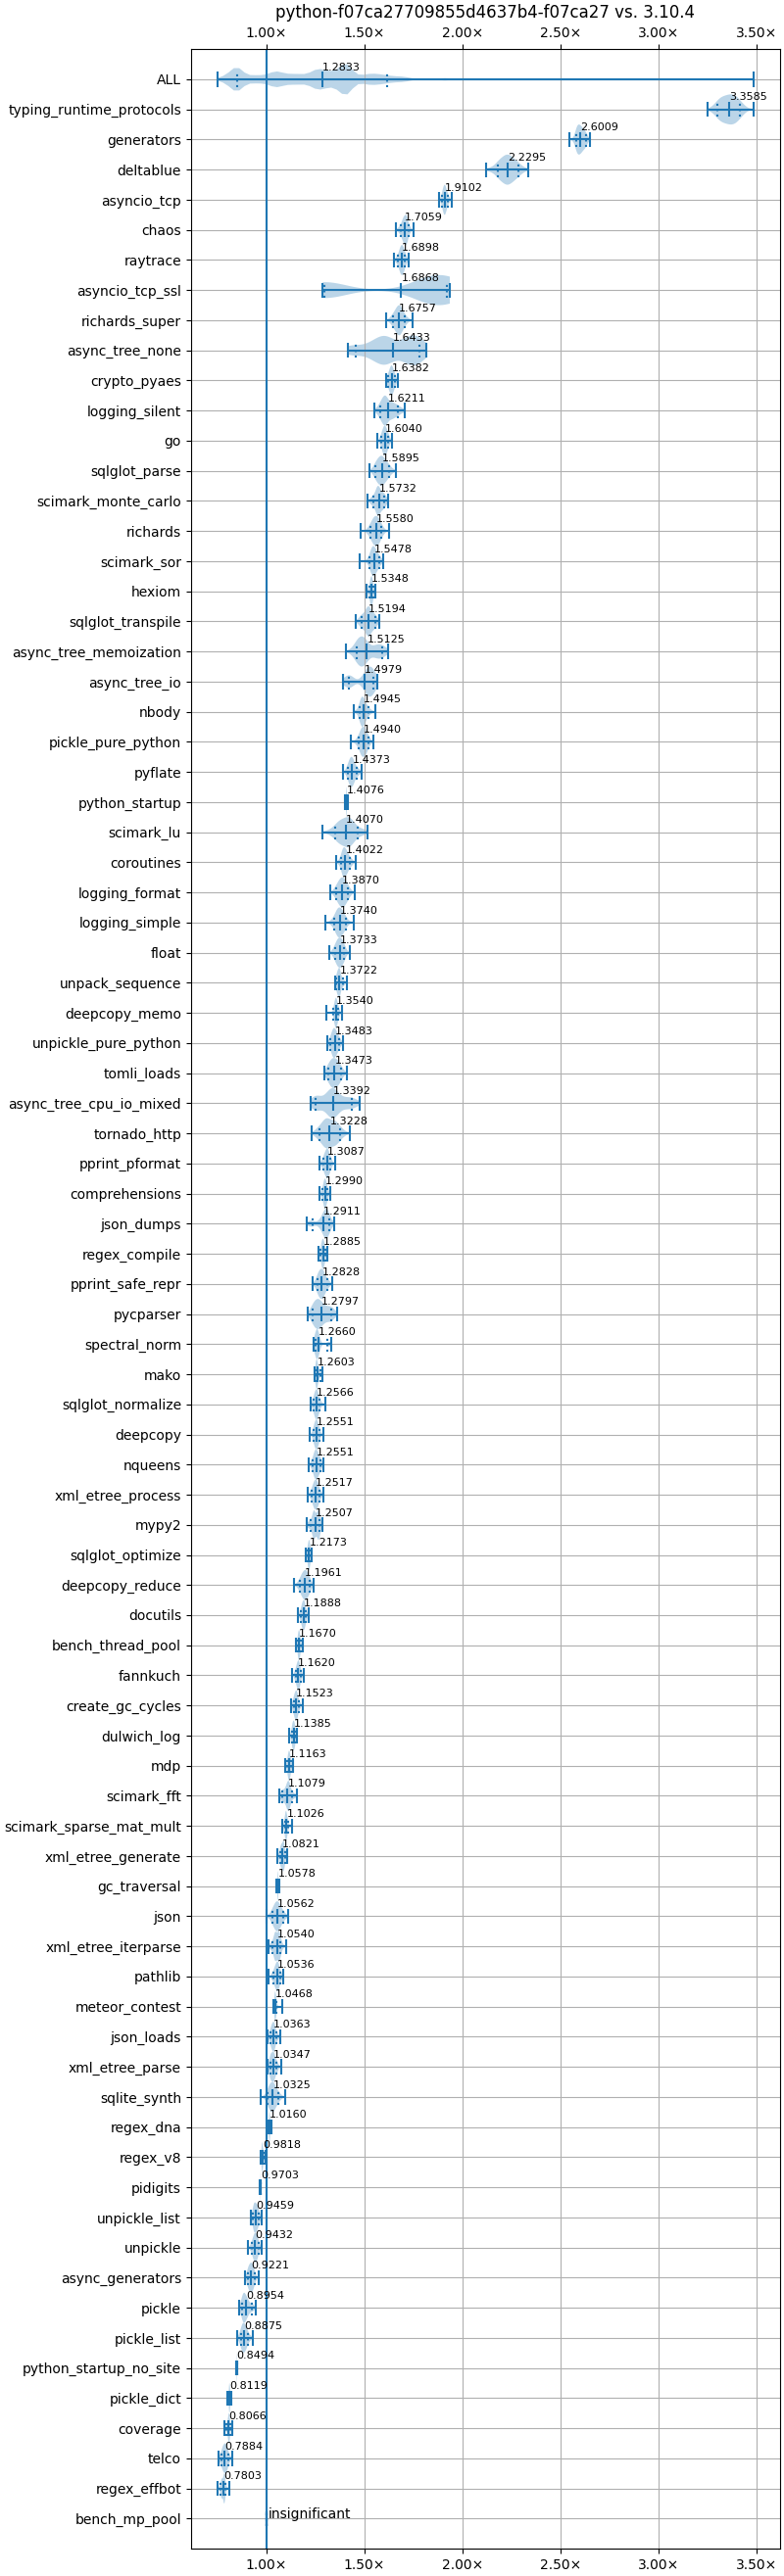 python-f07ca27709855d4637b4-f07ca27 vs. 3.10.4
1.00× 1.50× 2.00× 2.50× 3.00× 3.50×
ALL 1.2833
typing_runtime_protocols 3.3585
generators 2.6009
deltablue 2.2295
asyncio_tcp 1.9102
chaos 1.7059
raytrace 1.6898
asyncio_tcp_ssl 1.6868
richards_super 1.6757
async_tree_none 1.6433
crypto_pyaes 1.6382
logging_silent 1.6211
go 1.6040
sqlglot_parse 1.5895
scimark_monte_carlo 1.5732
richards 1.5580
scimark_sor 1.5478
hexiom 1.5348
sqlglot_transpile 1.5194
async_tree_memoization 1.5125
async_tree_io 1.4979
nbody 1.4945
pickle_pure_python 1.4940
pyflate 1.4373
python_startup 1.4076
scimark_lu 1.4070
coroutines 1.4022
logging_format 1.3870
logging_simple 1.3740
float 1.3733
unpack_sequence 1.3722
deepcopy_memo 1.3540
unpickle_pure_python 1.3483
tomli_loads 1.3473
async_tree_cpu_io_mixed 1.3392
tornado_http 1.3228
pprint_pformat 1.3087
comprehensions 1.2990
json_dumps 1.2911
regex_compile 1.2885
pprint_safe_repr 1.2828
pycparser 1.2797
spectral_norm 1.2660
mako 1.2603
sqlglot_normalize 1.2566
deepcopy 1.2551
nqueens 1.2551
xml_etree_process 1.2517
mypy2 1.2507
sqlglot_optimize 1.2173
deepcopy_reduce 1.1961
docutils 1.1888
bench_thread_pool 1.1670
fannkuch 1.1620
create_gc_cycles 1.1523
dulwich_log 1.1385
mdp 1.1163
scimark_fft 1.1079
scimark_sparse_mat_mult 1.1026
xml_etree_generate 1.0821
gc_traversal 1.0578
json 1.0562
xml_etree_iterparse 1.0540
pathlib 1.0536
meteor_contest 1.0468
json_loads 1.0363
xml_etree_parse 1.0347
sqlite_synth 1.0325
regex_dna 1.0160
regex_v8 0.9818
pidigits 0.9703
unpickle_list 0.9459
unpickle 0.9432
async_generators 0.9221
pickle 0.8954
pickle_list 0.8875
python_startup_no_site 0.8494
pickle_dict 0.8119
coverage 0.8066
telco 0.7884
regex_effbot 0.7803
bench_mp_pool insignificant
1.00× 1.50× 2.00× 2.50× 3.00× 3.50×